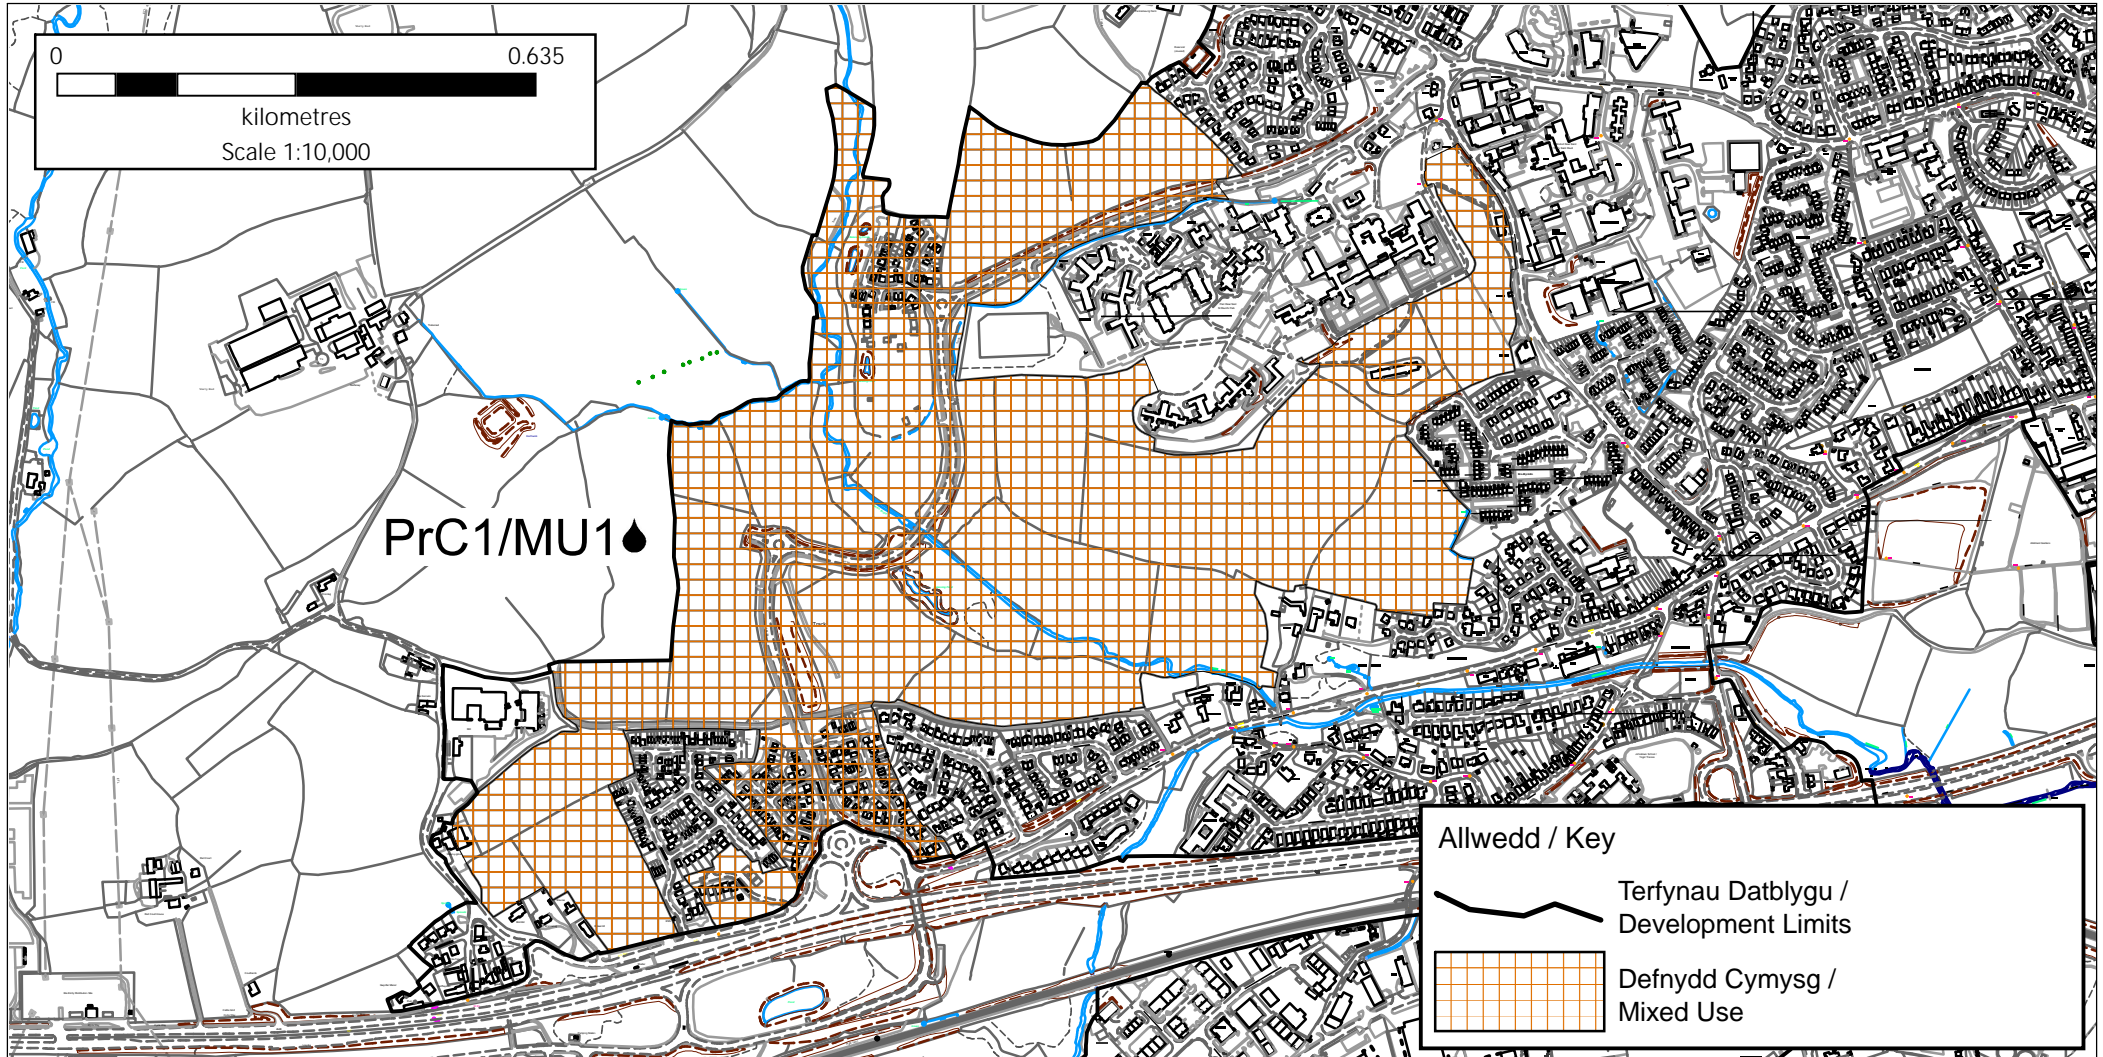 0 0.635
kilometres
Scale 1:10,000
PrC1/MU1
Track
Allwedd / Key
Terfynau Datblygu /
Development Limits
Defnydd Cymysg /
Mixed Use